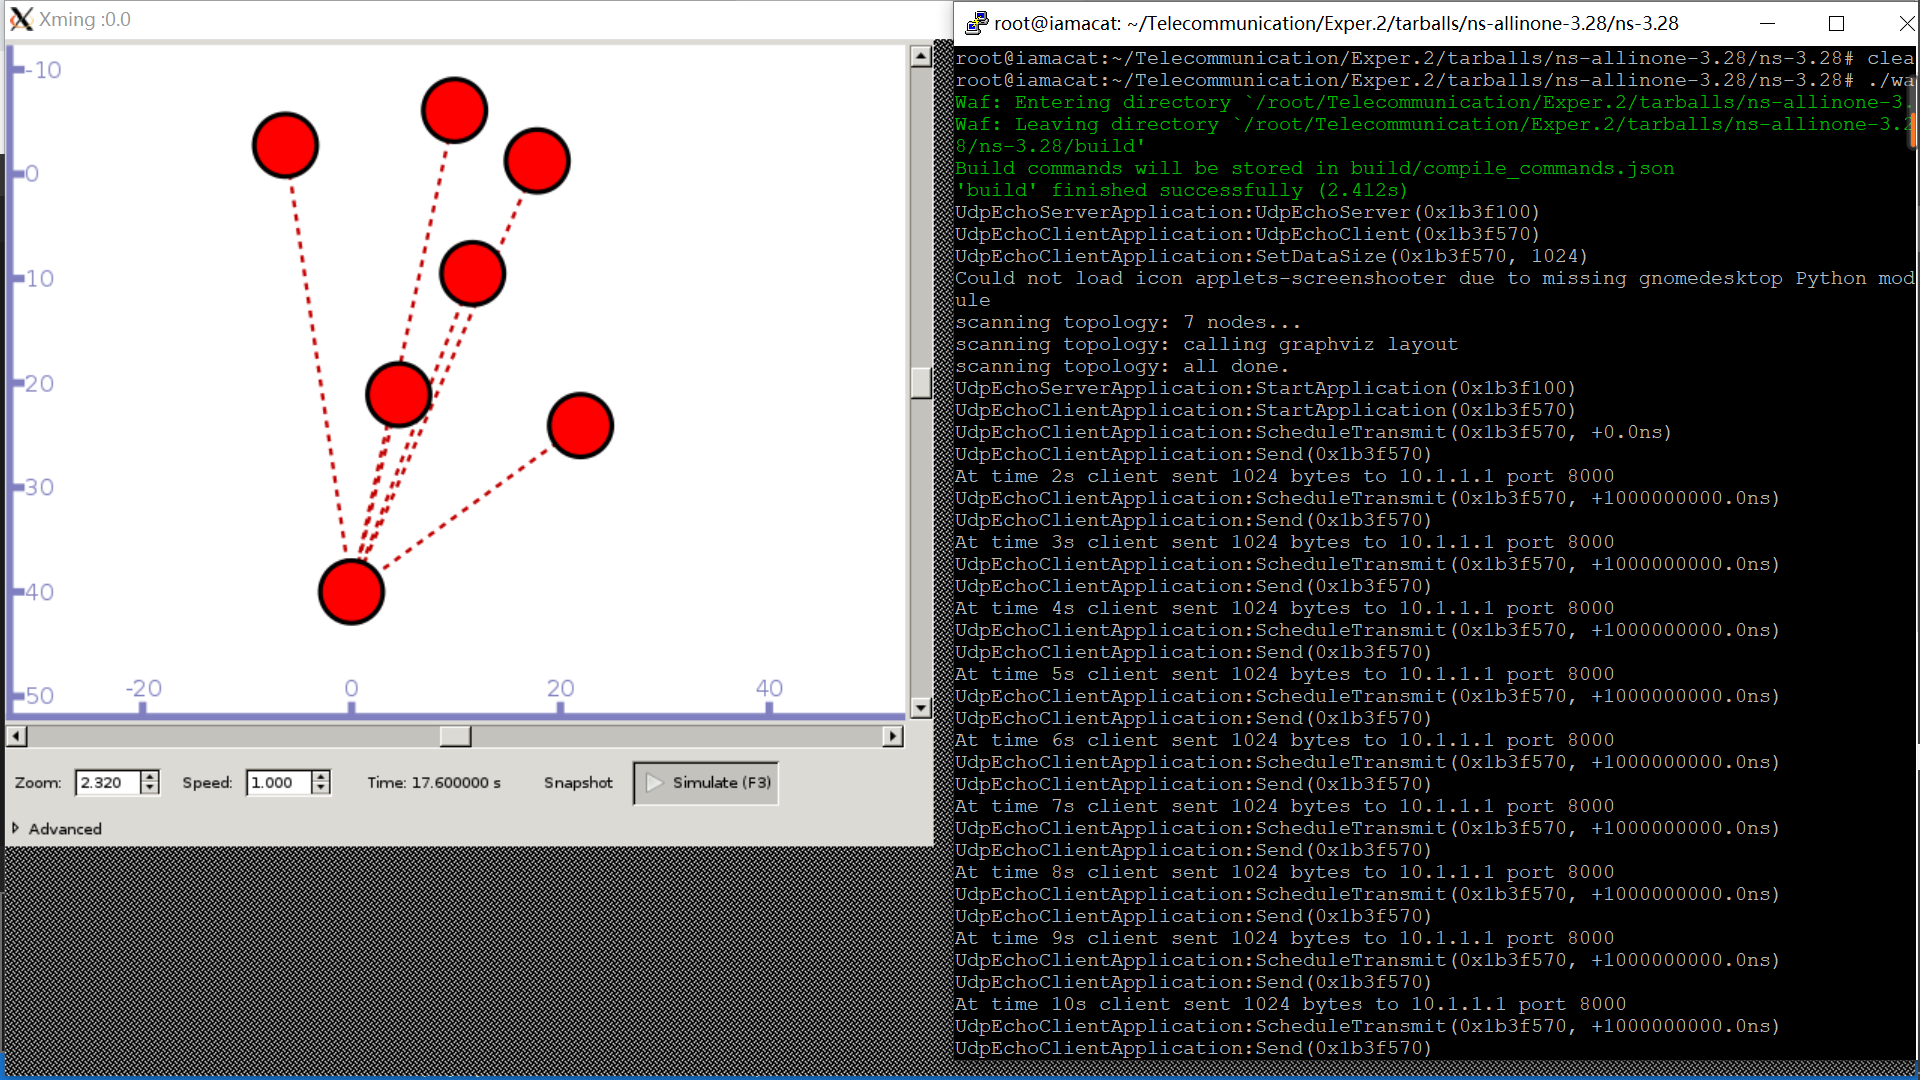 Xming :0.0
-10
0
10
20
30
40
50
-20
0
20
40
Zoom: 2.320 Speed: 1.000 Time: 17.600000 s Snapshot Simulate (F3)
Advanced
root@iamacat: ~/Telecommunication/Exper.2/tarballs/ns-allinone-3.28/ns-3.28
root@iamacat:~/Telecommunication/Exper.2/tarballs/ns-allinone-3.28/ns-3.28# clea
root@iamacat:~/Telecommunication/Exper.2/tarballs/ns-allinone-3.28/ns-3.28# ./wa
Waf: Entering directory `/root/Telecommunication/Exper.2/tarballs/ns-allinone-3.
Waf: Leaving directory `/root/Telecommunication/Exper.2/tarballs/ns-allinone-3.2
8/ns-3.28/build'
Build commands will be stored in build/compile_commands.json
'build' finished successfully (2.412s)
UdpEchoServerApplication:UdpEchoServer(0x1b3f100)
UdpEchoClientApplication:UdpEchoClient(0x1b3f570)
UdpEchoClientApplication:SetDataSize(0x1b3f570, 1024)
Could not load icon applets-screenshooter due to missing gnomedesktop Python mod
ule
scanning topology: 7 nodes...
scanning topology: calling graphviz layout
scanning topology: all done.
UdpEchoServerApplication:StartApplication(0x1b3f100)
UdpEchoClientApplication:StartApplication(0x1b3f570)
UdpEchoClientApplication:ScheduleTransmit(0x1b3f570, +0.0ns)
UdpEchoClientApplication:Send(0x1b3f570)
At time 2s client sent 1024 bytes to 10.1.1.1 port 8000
UdpEchoClientApplication:ScheduleTransmit(0x1b3f570, +1000000000.0ns)
UdpEchoClientApplication:Send(0x1b3f570)
At time 3s client sent 1024 bytes to 10.1.1.1 port 8000
UdpEchoClientApplication:ScheduleTransmit(0x1b3f570, +1000000000.0ns)
UdpEchoClientApplication:Send(0x1b3f570)
At time 4s client sent 1024 bytes to 10.1.1.1 port 8000
UdpEchoClientApplication:ScheduleTransmit(0x1b3f570, +1000000000.0ns)
UdpEchoClientApplication:Send(0x1b3f570)
At time 5s client sent 1024 bytes to 10.1.1.1 port 8000
UdpEchoClientApplication:ScheduleTransmit(0x1b3f570, +1000000000.0ns)
UdpEchoClientApplication:Send(0x1b3f570)
At time 6s client sent 1024 bytes to 10.1.1.1 port 8000
UdpEchoClientApplication:ScheduleTransmit(0x1b3f570, +1000000000.0ns)
UdpEchoClientApplication:Send(0x1b3f570)
At time 7s client sent 1024 bytes to 10.1.1.1 port 8000
UdpEchoClientApplication:ScheduleTransmit(0x1b3f570, +1000000000.0ns)
UdpEchoClientApplication:Send(0x1b3f570)
At time 8s client sent 1024 bytes to 10.1.1.1 port 8000
UdpEchoClientApplication:ScheduleTransmit(0x1b3f570, +1000000000.0ns)
UdpEchoClientApplication:Send(0x1b3f570)
At time 9s client sent 1024 bytes to 10.1.1.1 port 8000
UdpEchoClientApplication:ScheduleTransmit(0x1b3f570, +1000000000.0ns)
UdpEchoClientApplication:Send(0x1b3f570)
At time 10s client sent 1024 bytes to 10.1.1.1 port 8000
UdpEchoClientApplication:ScheduleTransmit(0x1b3f570, +1000000000.0ns)
UdpEchoClientApplication:Send(0x1b3f570)